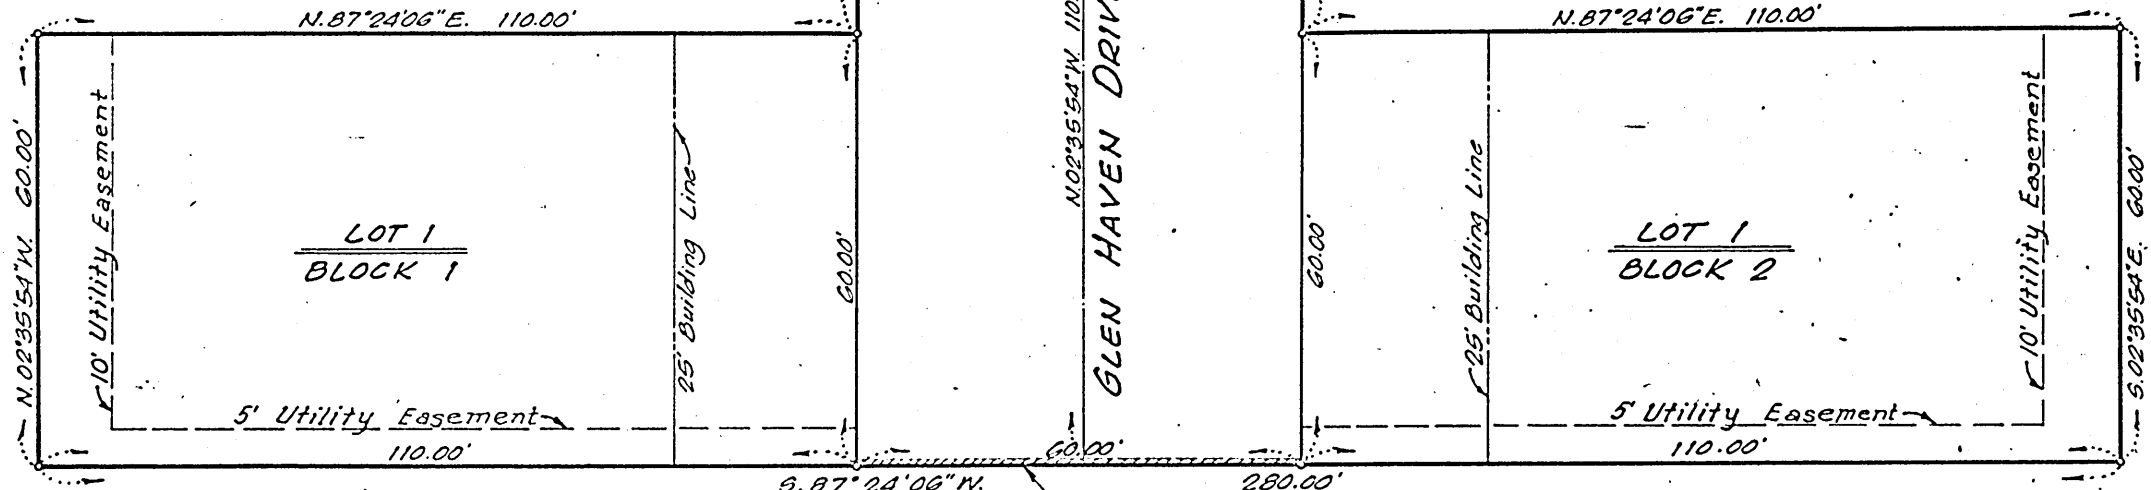 N.87°24'06"E. 110.00'
N.87°24'06"E. 110.00'
N.02°35'54"W. 60.00'
10' Utility Easement
LOT 1
BLOCK 1
25' Building Line
60.00'
5' Utility Easement
110.00'
N.02°35'54"W. 110.
GLEN HAVEN DRIV
60.00'
60.00'
25' Building Line
LOT 1
BLOCK 2
10' Utility Easement
S.02°35'54"E. 60.00'
5' Utility Easement
110.00'
S.87°24'06"W. 280.00'